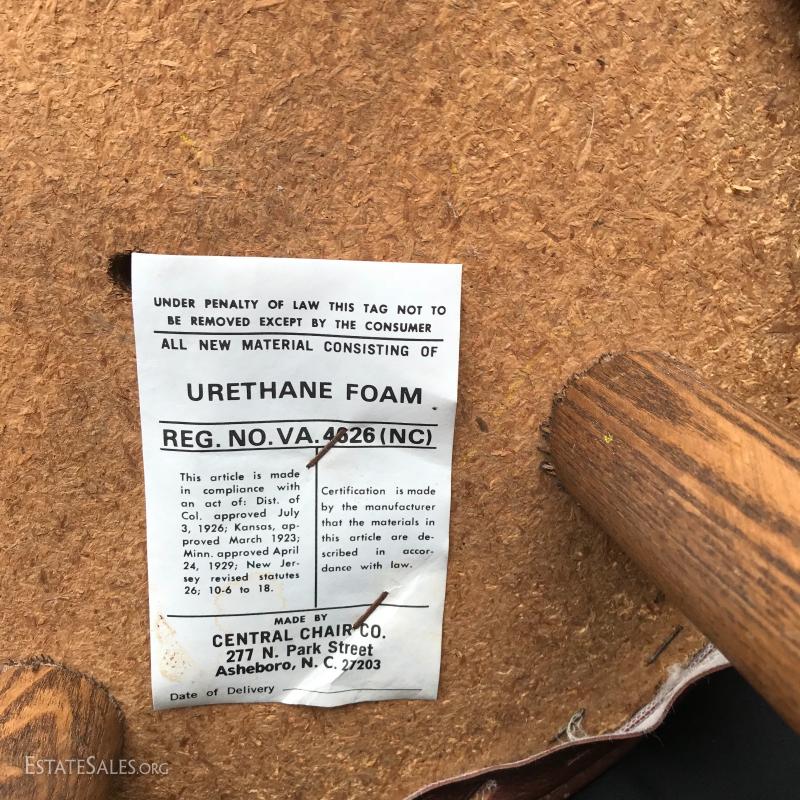 UNDER PENALTY OF LAW THIS TAG NOT TO
BE REMOVED EXCEPT BY THE CONSUMER
ALL NEW MATERIAL CONSISTING OF
URETHANE FOAM
REG. NO. VA. 4626 (NC)
This article is made
in compliance with
an act of: Dist. of
Col. approved July
3, 1926; Kansas, ap-
proved March 1923;
Minn. approved April
24, 1929; New Jer-
sey revised statutes
26; 10-6 to 18.
Certification is made
by the manufacturer
that the materials in
this article are de-
scribed in accor-
dance with law.
MADE BY
CENTRAL CHAIR CO.
277 N. Park Street
Asheboro, N. C. 27203
Date of Delivery
ESTATESALES.ORG